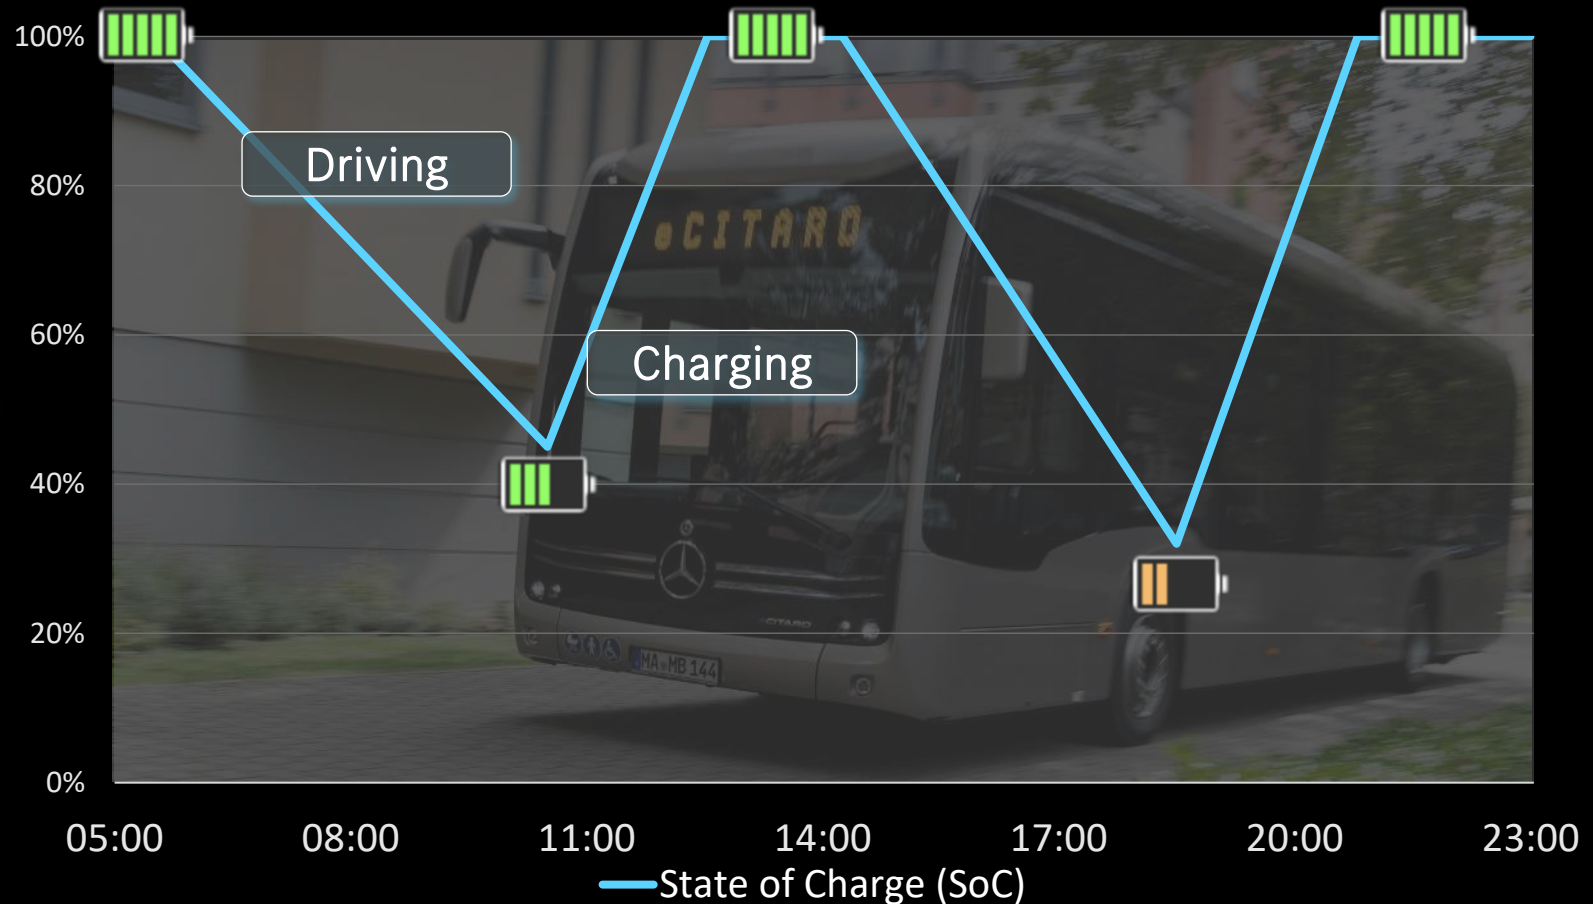 100%
80%
60%
40%
20%
0%
Driving
Charging
eCITARO
CITARO
MA MB 144
05:00 08:00 11:00 14:00 17:00 20:00 23:00
State of Charge (SoC)